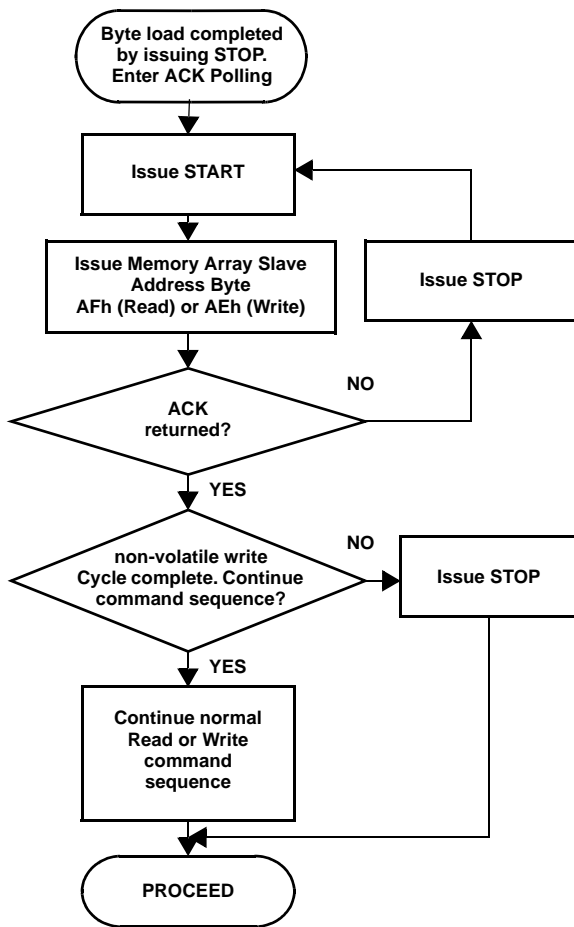 Byte load completed
by issuing STOP.
Enter ACK Polling
Issue START
Issue Memory Array Slave
Address Byte
AFh (Read) or AEh (Write)
Issue STOP
NO
ACK
returned?
YES
NO
non-volatile write
Cycle complete. Continue
command sequence?
Issue STOP
YES
Continue normal
Read or Write
command
sequence
PROCEED